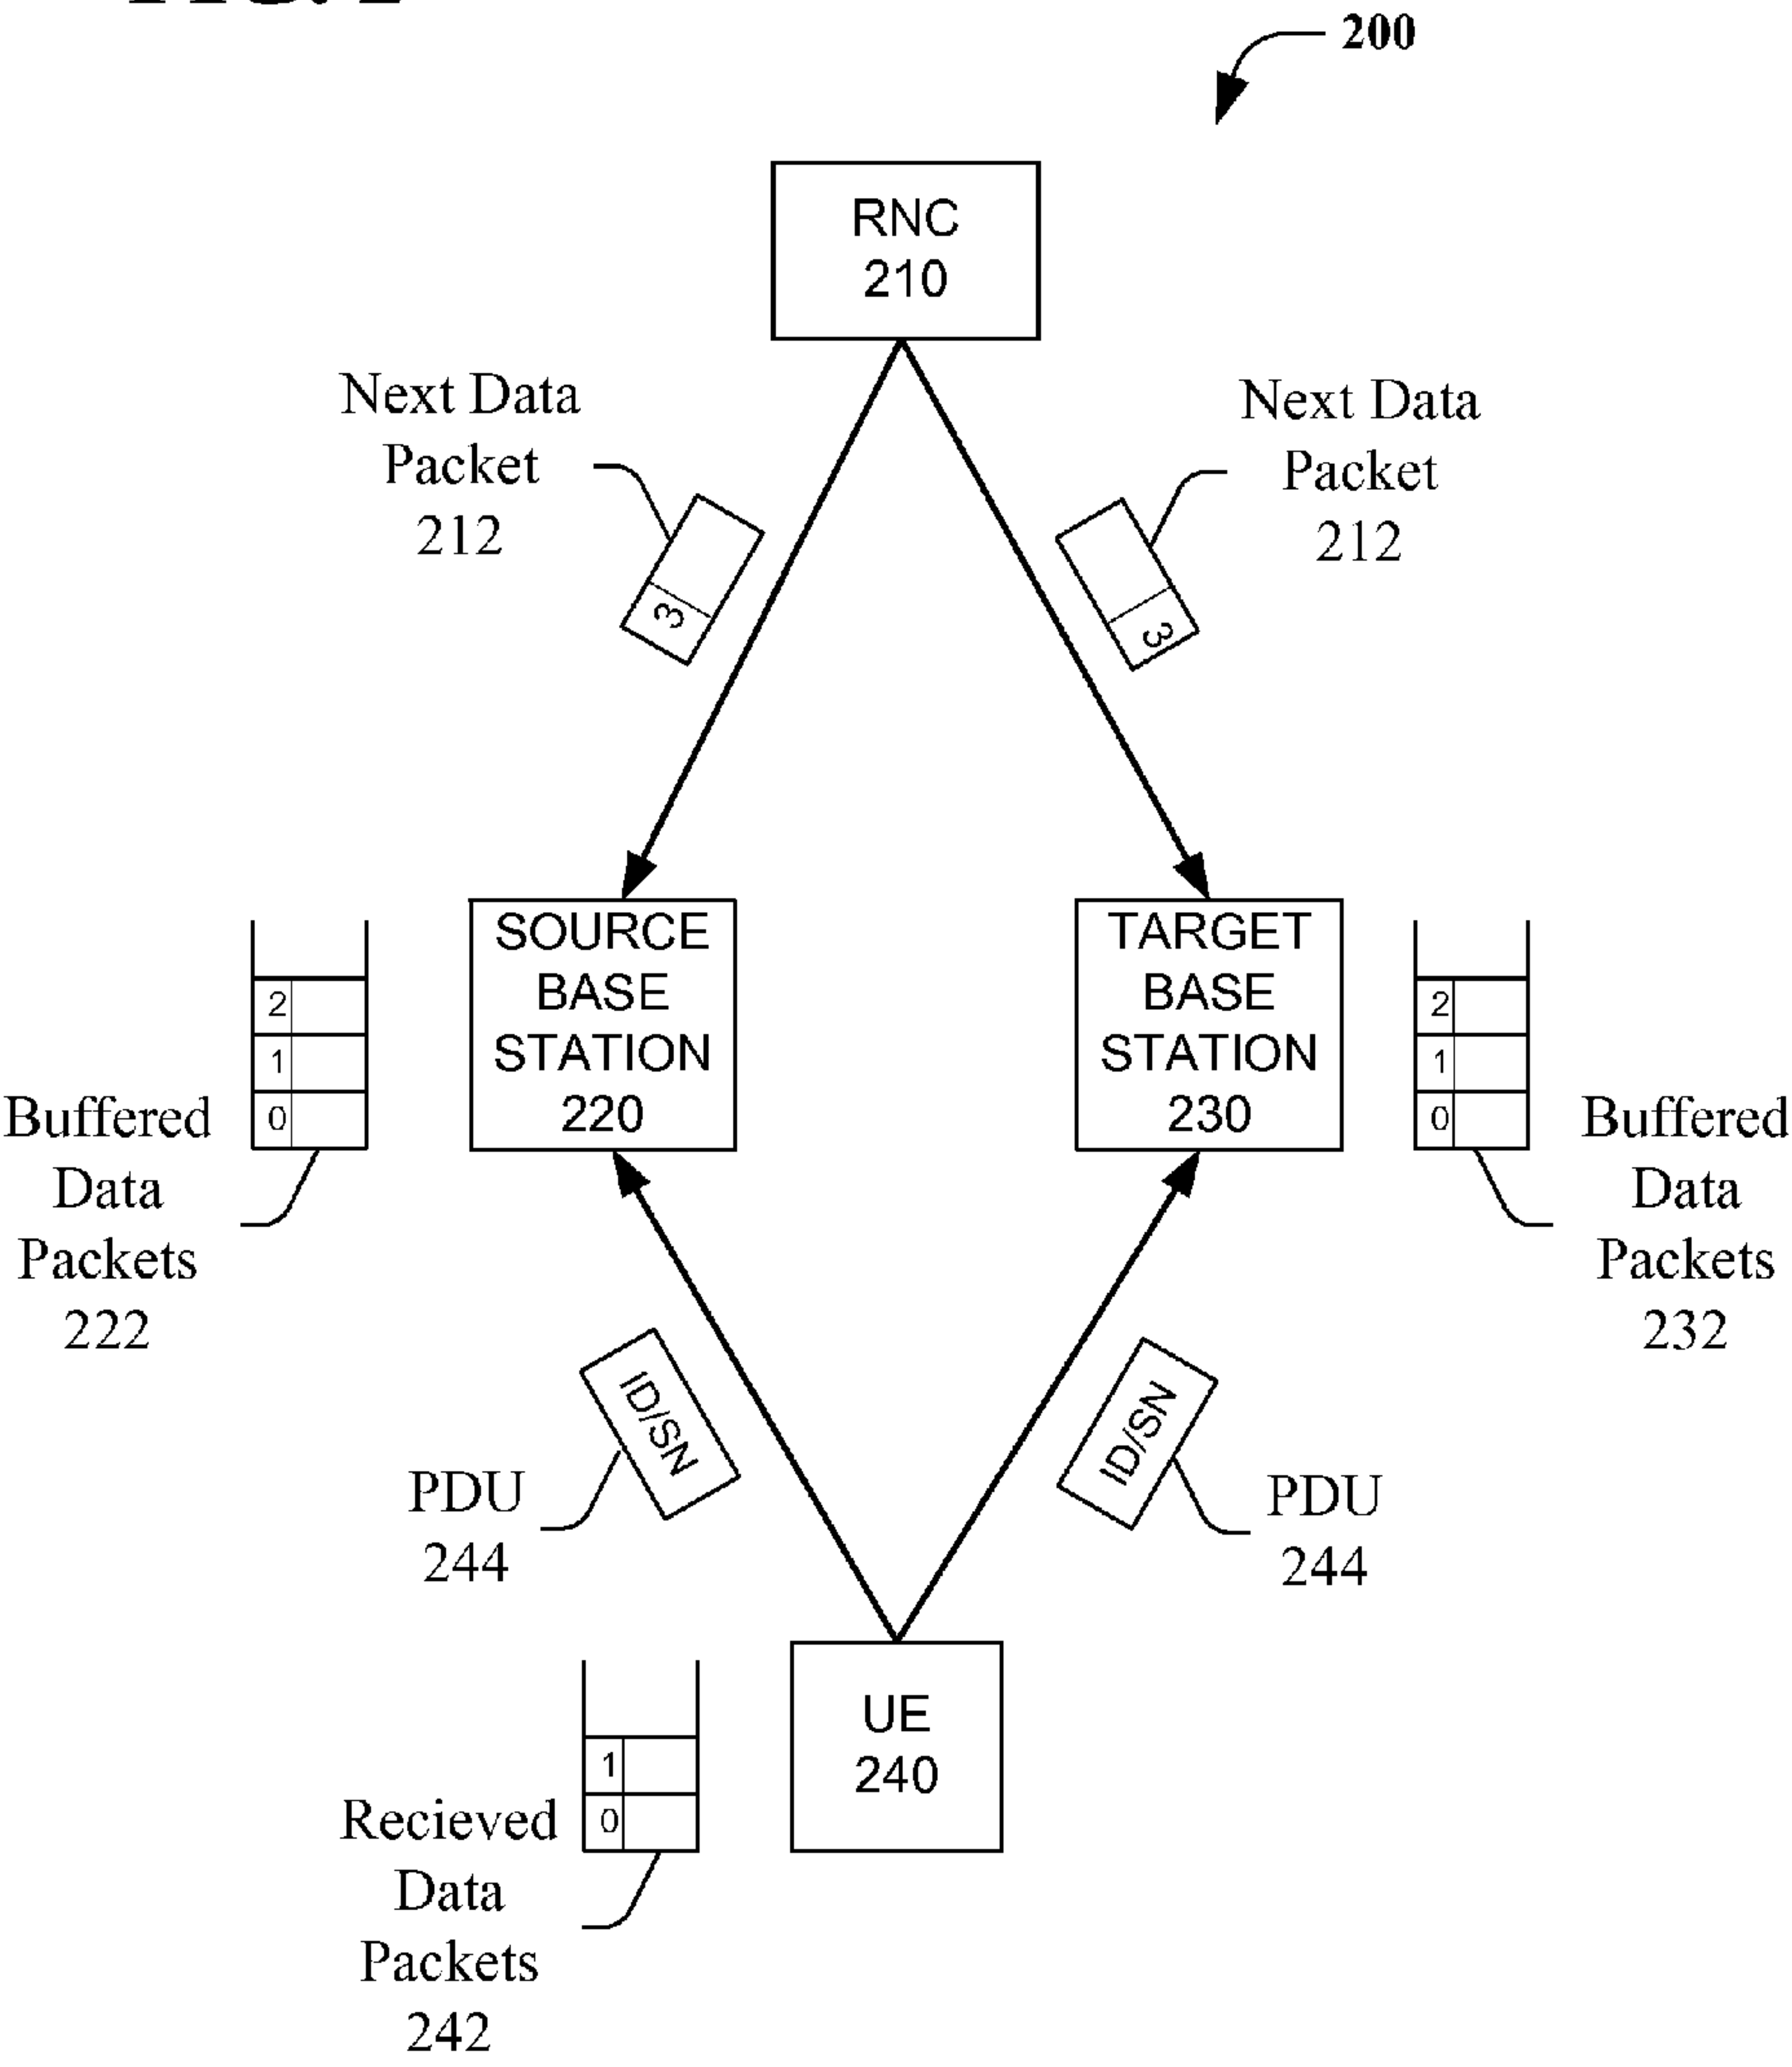 200
RNC
210
Next Data
Packet
212
Next Data
Packet
212
3
3
SOURCE
BASE
STATION
220
TARGET
BASE
STATION
230
2
1
0
2
1
0
Buffered
Data
Packets
222
Buffered
Data
Packets
232
ID/SN
ID/SN
PDU
244
PDU
244
UE
240
1
0
Recieved
Data
Packets
242